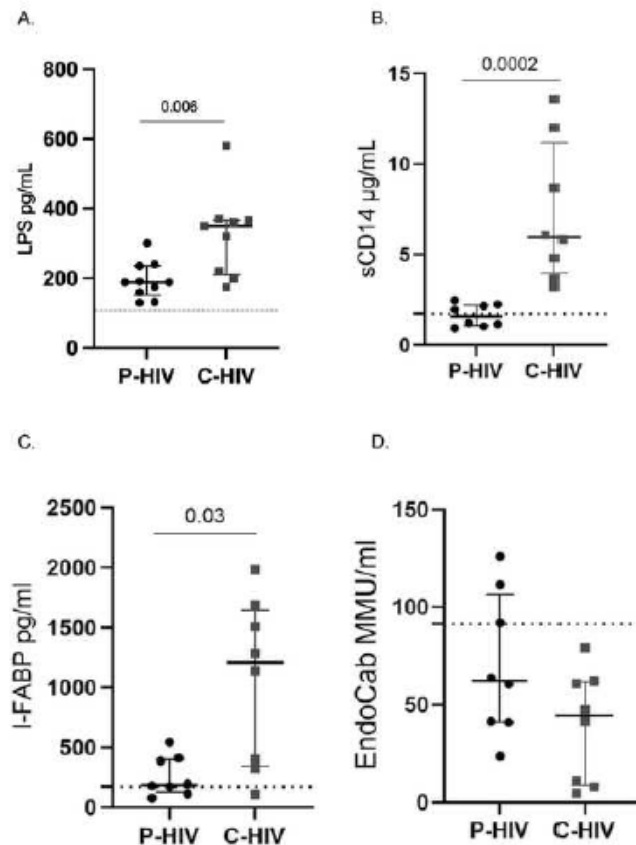 A.
800
600
400
200
0
LPS pg/mL
0.006
P-HIV C-HIV
B.
15
10
5
0
sCD14 µg/mL
0.0002
P-HIV C-HIV
C.
2500
2000
1500
1000
500
0
I-FABP pg/ml
0.03
P-HIV C-HIV
D.
150
100
50
0
EndoCab MMU/ml
P-HIV C-HIV